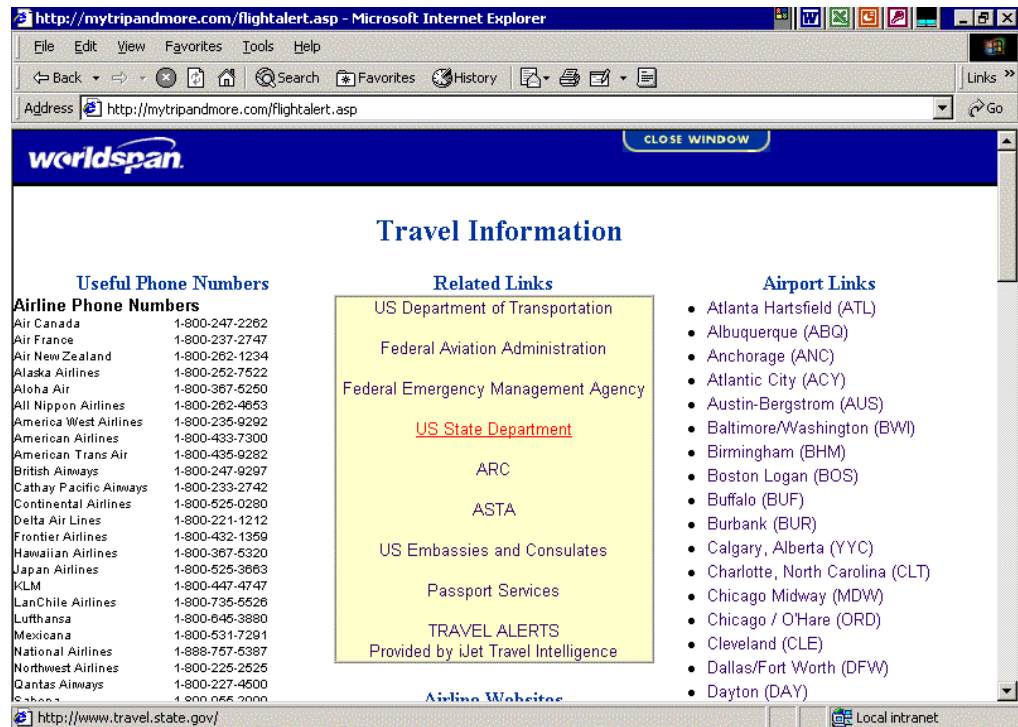 http://mytripandmore.com/flightalert.asp - Microsoft Internet Explorer
File Edit View Favorites Tools Help
Back Search Favorites History Links »
Address http://mytripandmore.com/flightalert.asp Go
worldspan.
CLOSE WINDOW
Travel Information
Useful Phone Numbers
Airline Phone Numbers
Air Canada 1-800-247-2262
Air France 1-800-237-2747
Air New Zealand 1-800-262-1234
Alaska Airlines 1-800-252-7522
Aloha Air 1-800-367-5250
All Nippon Airlines 1-800-262-4653
America West Airlines 1-800-235-9292
American Airlines 1-800-433-7300
American Trans Air 1-800-435-9282
British Airways 1-800-247-9297
Cathay Pacific Airways 1-800-233-2742
Continental Airlines 1-800-525-0280
Delta Air Lines 1-800-221-1212
Frontier Airlines 1-800-432-1359
Hawaiian Airlines 1-800-367-5320
Japan Airlines 1-800-525-3663
KLM 1-800-447-4747
LanChile Airlines 1-800-735-5526
Lufthansa 1-800-645-3880
Mexicana 1-800-531-7291
National Airlines 1-888-757-5387
Northwest Airlines 1-800-225-2525
Qantas Airways 1-800-227-4500
Related Links
US Department of Transportation
Federal Aviation Administration
Federal Emergency Management Agency
US State Department
ARC
ASTA
US Embassies and Consulates
Passport Services
TRAVEL ALERTS
Provided by iJet Travel Intelligence
Airline Websites
Airport Links
Atlanta Hartsfield (ATL)
Albuquerque (ABQ)
Anchorage (ANC)
Atlantic City (ACY)
Austin-Bergstrom (AUS)
Baltimore/Washington (BWI)
Birmingham (BHM)
Boston Logan (BOS)
Buffalo (BUF)
Burbank (BUR)
Calgary, Alberta (YYC)
Charlotte, North Carolina (CLT)
Chicago Midway (MDW)
Chicago / O'Hare (ORD)
Cleveland (CLE)
Dallas/Fort Worth (DFW)
Dayton (DAY)
http://www.travel.state.gov/ Local intranet